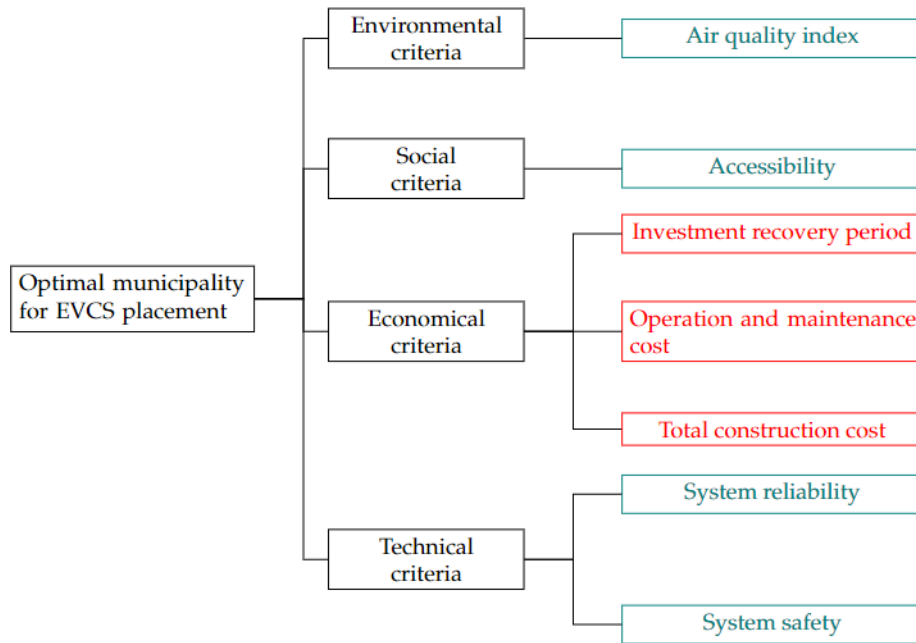 Environmental
criteria
Air quality index
Social
criteria
Accessibility
Investment recovery period
Optimal municipality
for EVCS placement
Economical
criteria
Operation and maintenance
cost
Total construction cost
System reliability
Technical
criteria
System safety